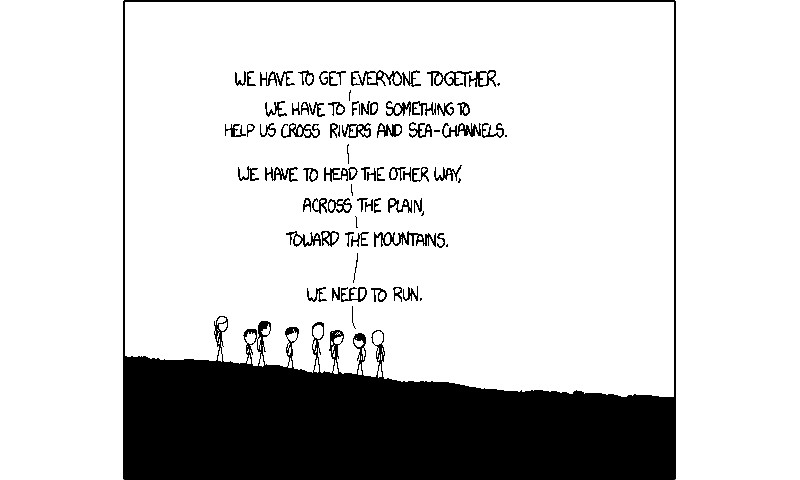 WE HAVE TO GET EVERYONE TOGETHER.
WE HAVE TO FIND SOMETHING TO
HELP US CROSS RIVERS AND SEA-CHANNELS.
WE HAVE TO HEAD THE OTHER WAY,
ACROSS THE PLAIN,
TOWARD THE MOUNTAINS.
WE NEED TO RUN.